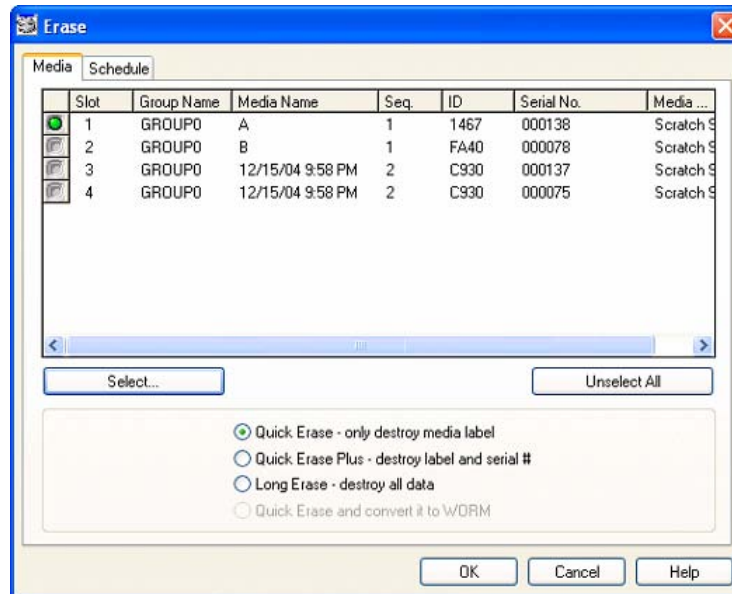 Erase
Media Schedule
Slot Group Name Media Name Seq. ID Serial No. Media ...
1 GROUP0 A 1 1467 000138 Scratch S
2 GROUP0 B 1 FA40 000078 Scratch S
3 GROUP0 12/15/04 9:58 PM 2 C930 000137 Scratch S
4 GROUP0 12/15/04 9:58 PM 2 C930 000075 Scratch S
Select... Unselect All
Quick Erase - only destroy media label
Quick Erase Plus - destroy label and serial #
Long Erase - destroy all data
Quick Erase and convert it to WORM
OK Cancel Help